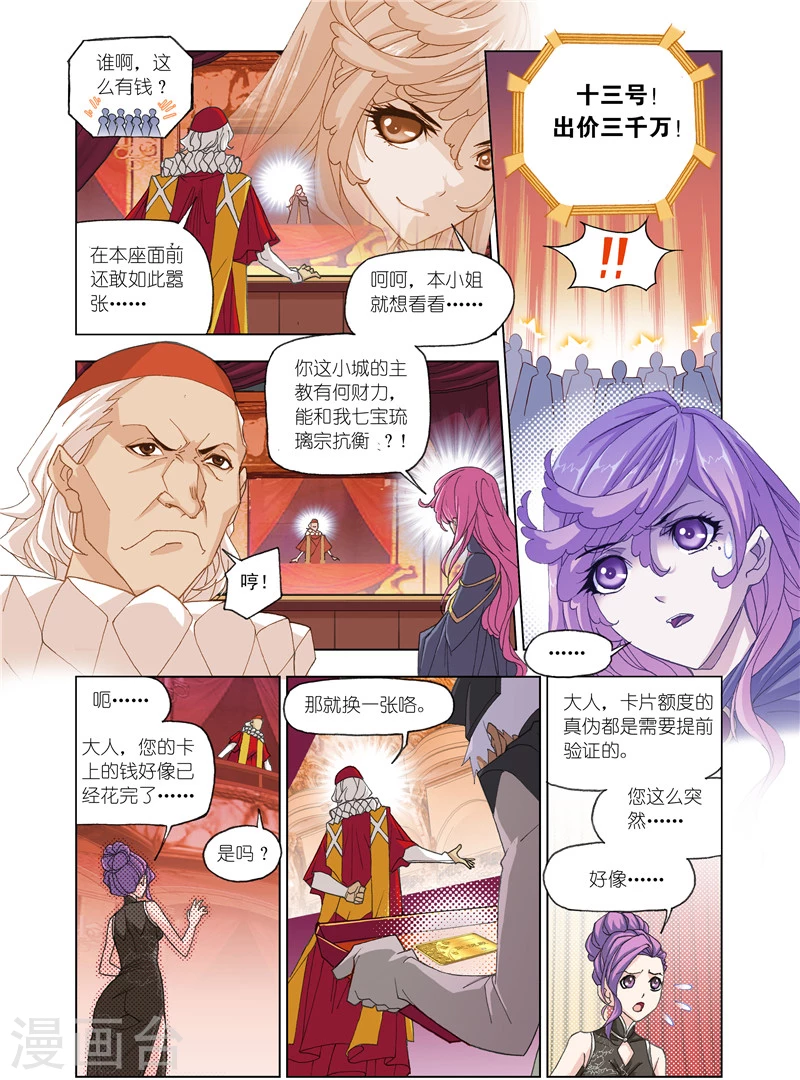 谁啊，这
么有钱？
在本座面前
还敢如此嚣
张……
呵呵，本小姐
就想看看……
十三号！
出价三千万！
!!
你这小城的主
教有何财力，
能和我七宝琉
璃宗抗衡？！
哼！
……
呃……
大人，您的卡
上的钱好像已
经花完了……
是吗？
那就换一张咯。
大人，卡片额度的
真伪都是需要提前
验证的。
您这么突
然……
好像……
漫画台